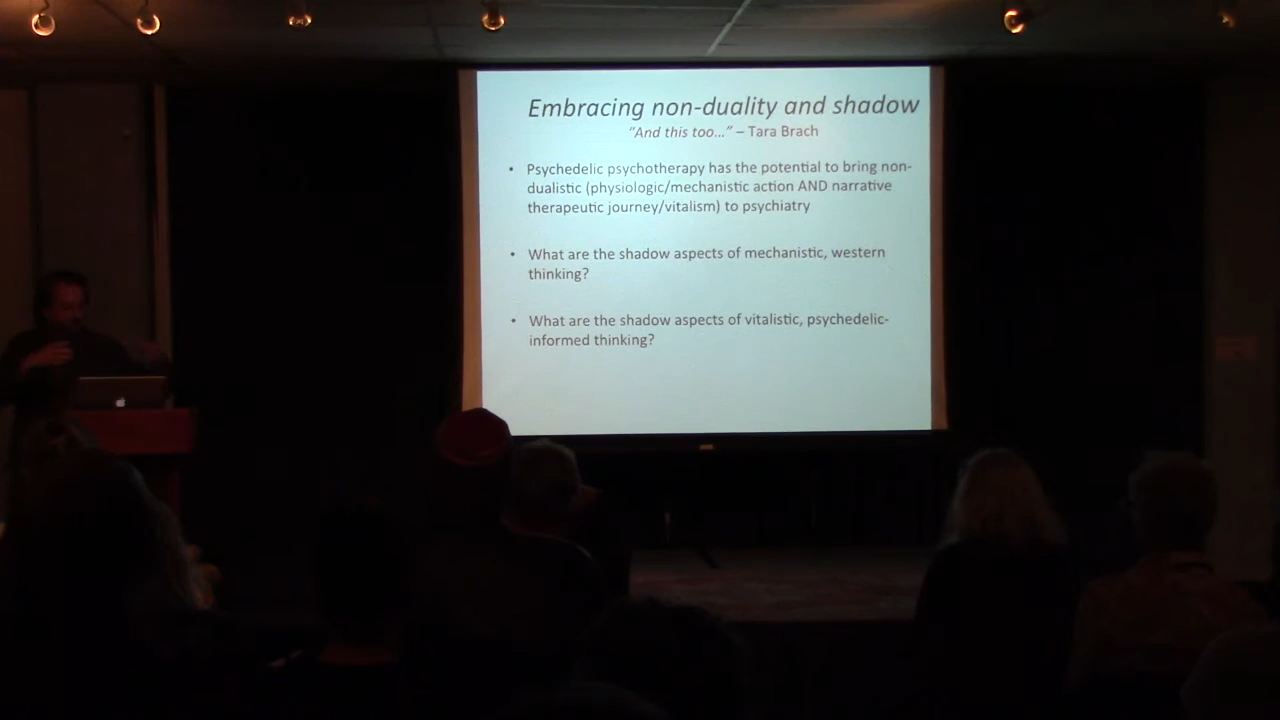 Embracing non-duality and shadow
"And this too…" – Tara Brach
• Psychedelic psychotherapy has the potential to bring non-
dualistic (physiologic/mechanistic action AND narrative
therapeutic journey/vitalism) to psychiatry
• What are the shadow aspects of mechanistic, western
thinking?
• What are the shadow aspects of vitalistic, psychedelic-
informed thinking?